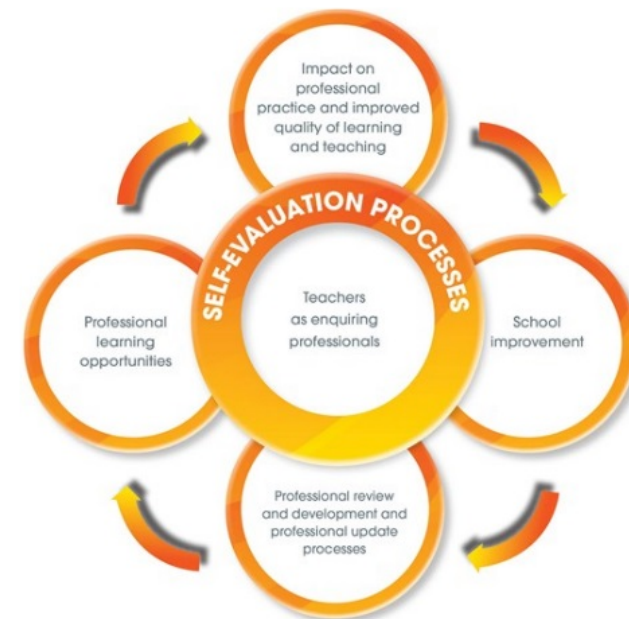 Impact on
professional
practice and improved
quality of learning
and teaching
SELF-EVALUATION PROCESSES
Teachers
as enquiring
professionals
Professional
learning
opportunities
School
improvement
Professional review
and development and
professional update
processes